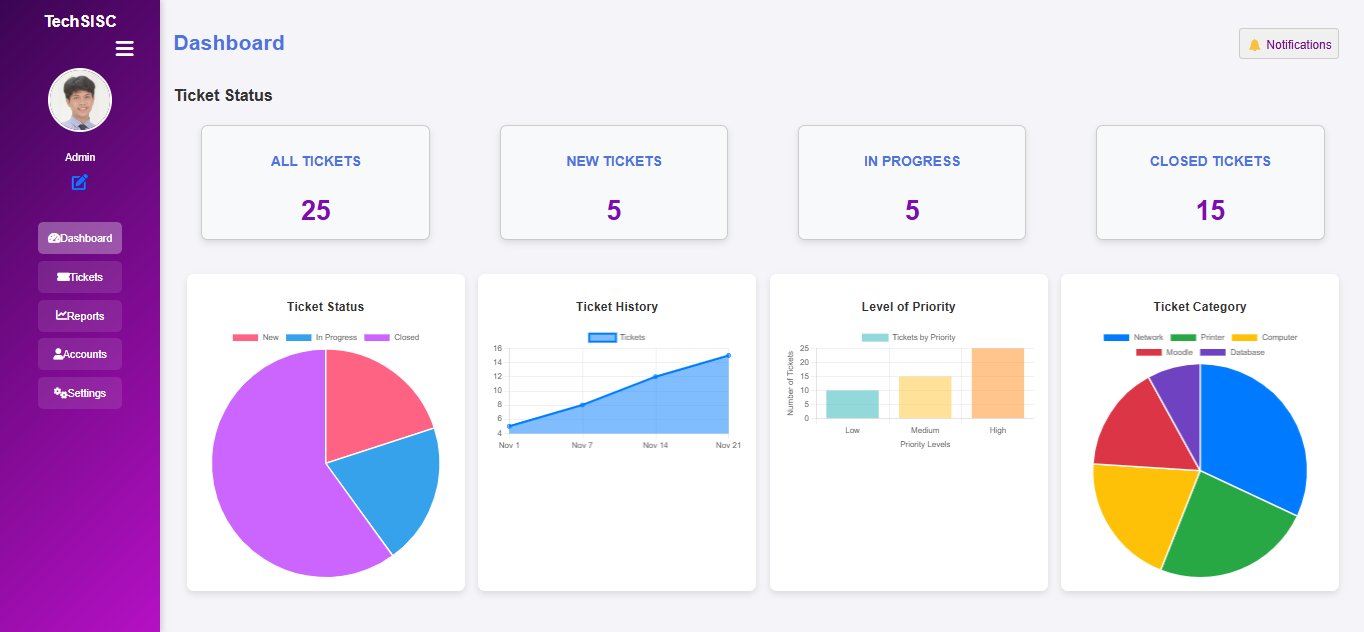 TechSISC
Admin
Dashboard
Tickets
Reports
Accounts
Settings
Dashboard
Notifications
Ticket Status
ALL TICKETS
25
NEW TICKETS
5
IN PROGRESS
5
CLOSED TICKETS
15
Ticket Status
New In Progress Closed
Ticket History
Tickets
16
14
12
10
8
6
4
Nov 1 Nov 7 Nov 14 Nov 21
Level of Priority
Tickets by Priority
Number of Tickets
25
20
15
10
5
0
Low Medium High
Priority Levels
Ticket Category
Network Printer Computer
Moodle Database